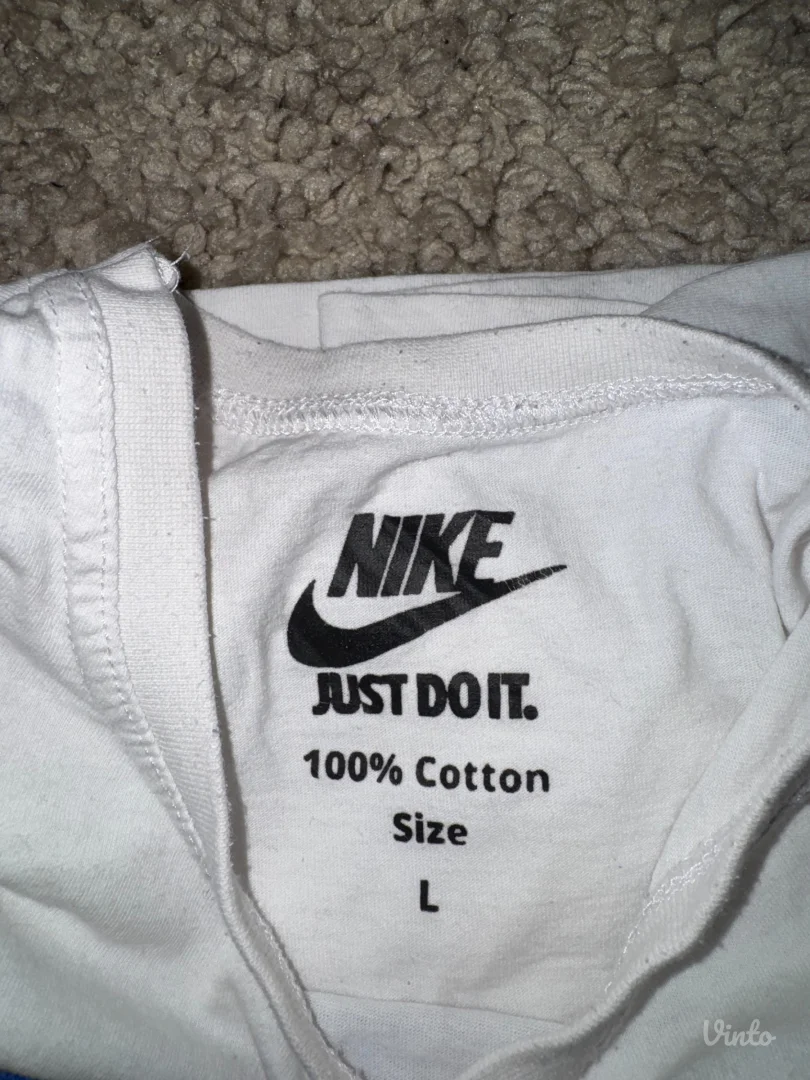 NIKE
JUST DO IT.
100% Cotton
Size
L
Vinto